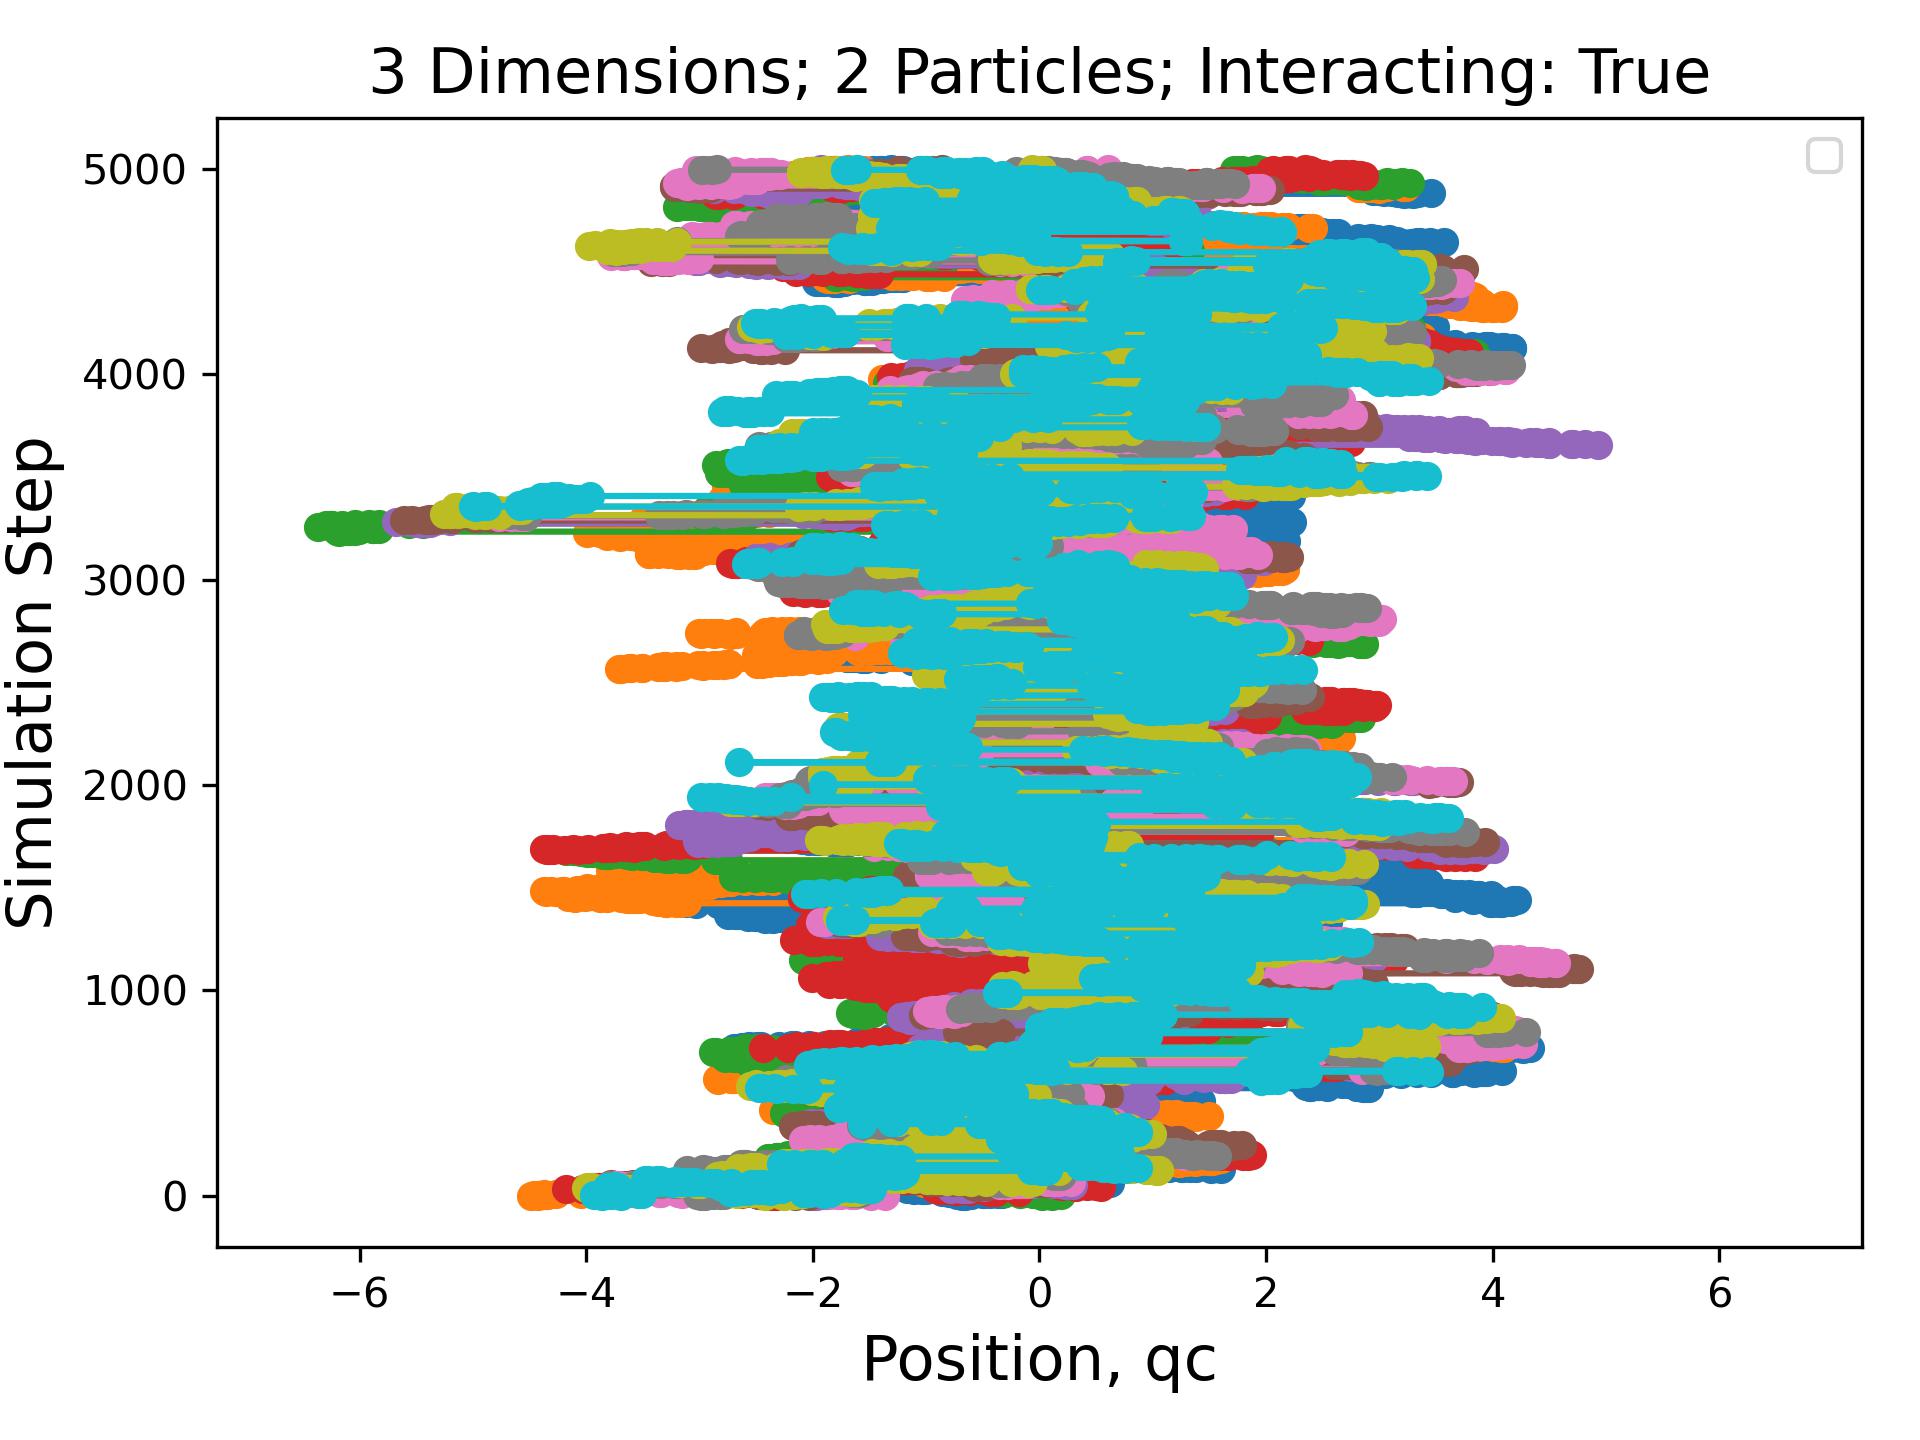 3 Dimensions; 2 Particles; Interacting: True
5000
4000
3000
2000
1000
0
Simulation Step
−6 −4 −2 0 2 4 6
Position, qc